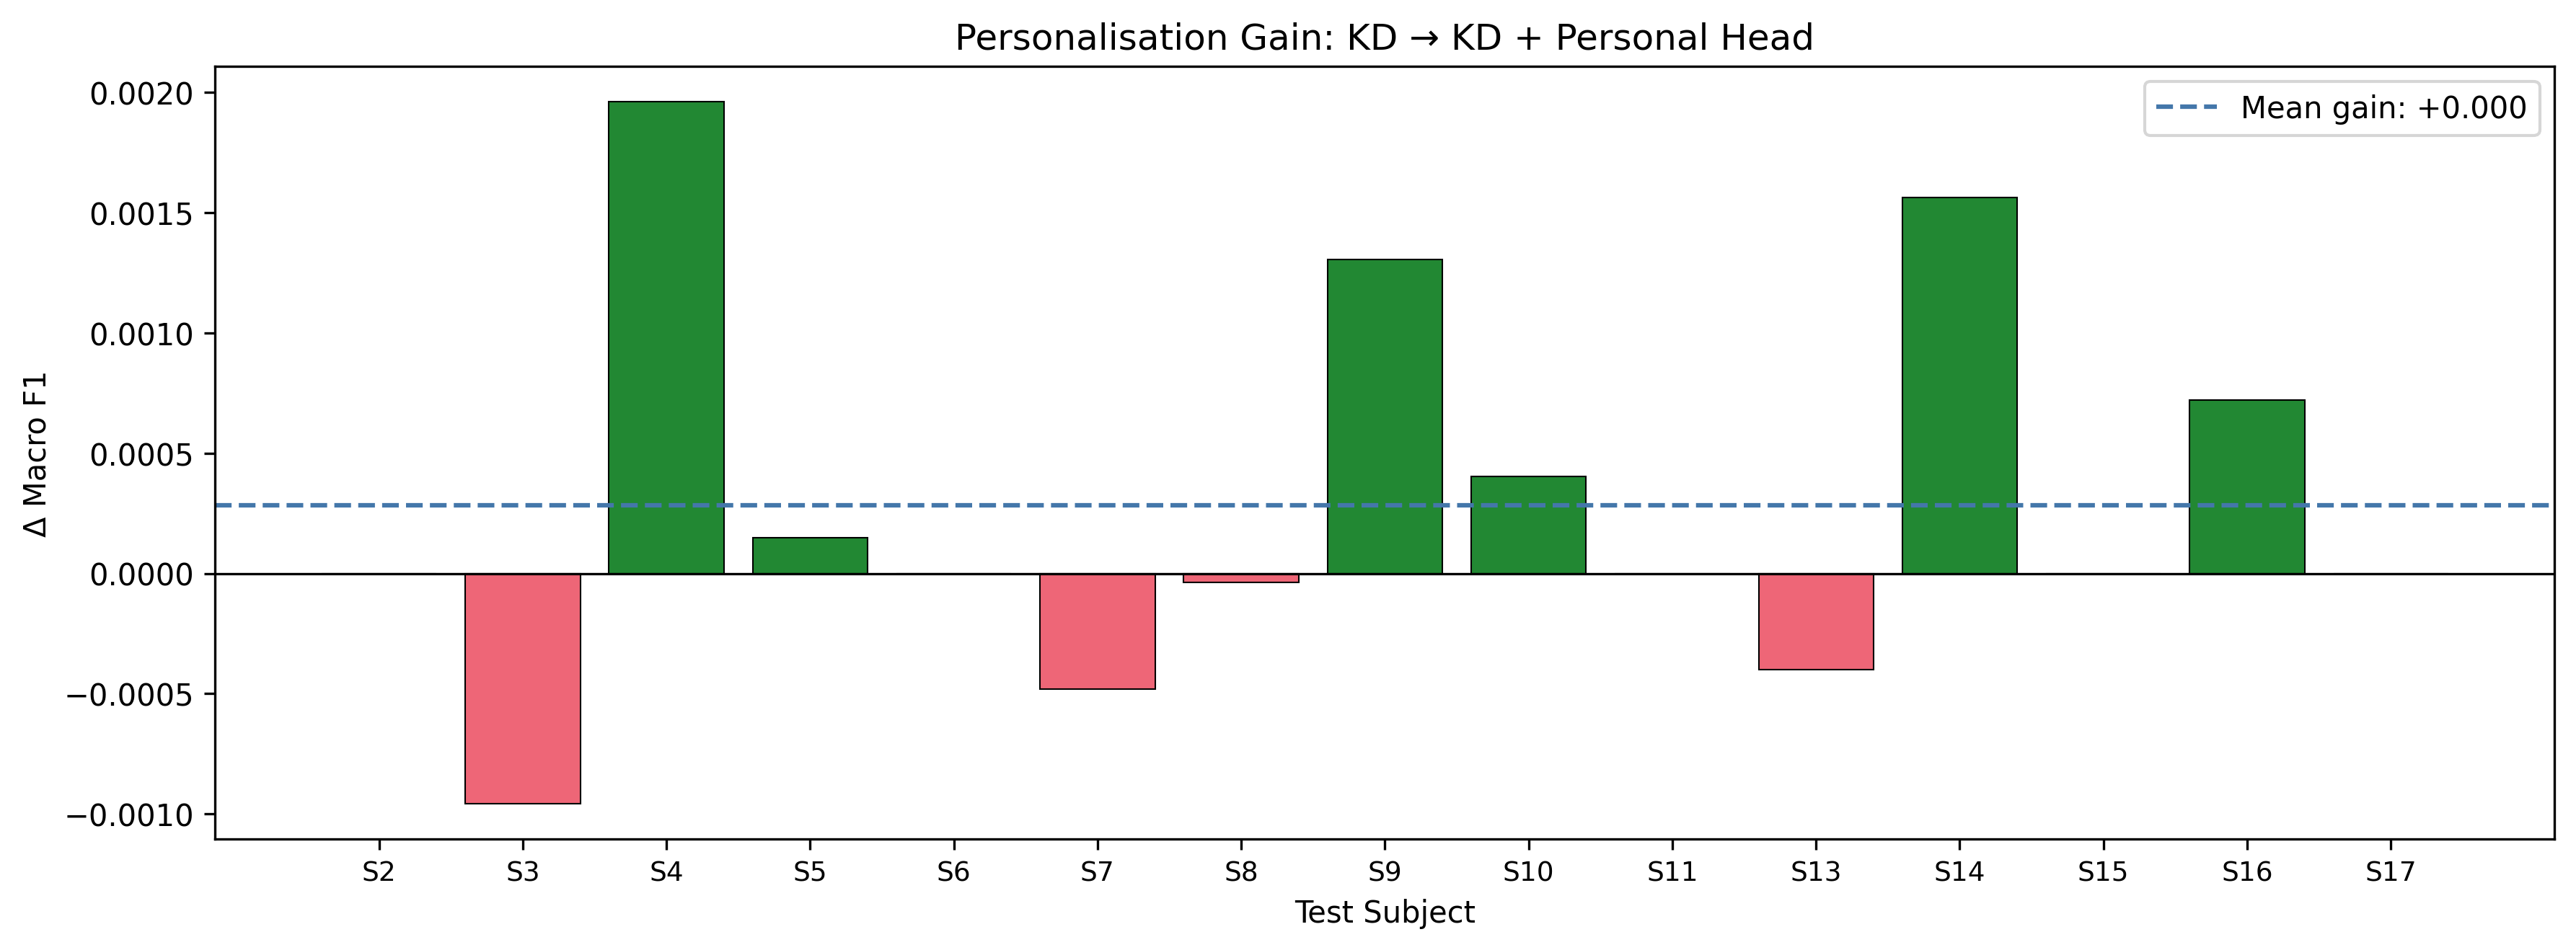 Personalisation Gain: KD → KD + Personal Head
Mean gain: +0.000
Δ Macro F1
0.0020
0.0015
0.0010
0.0005
0.0000
−0.0005
−0.0010
S2 S3 S4 S5 S6 S7 S8 S9 S10 S11 S13 S14 S15 S16 S17
Test Subject